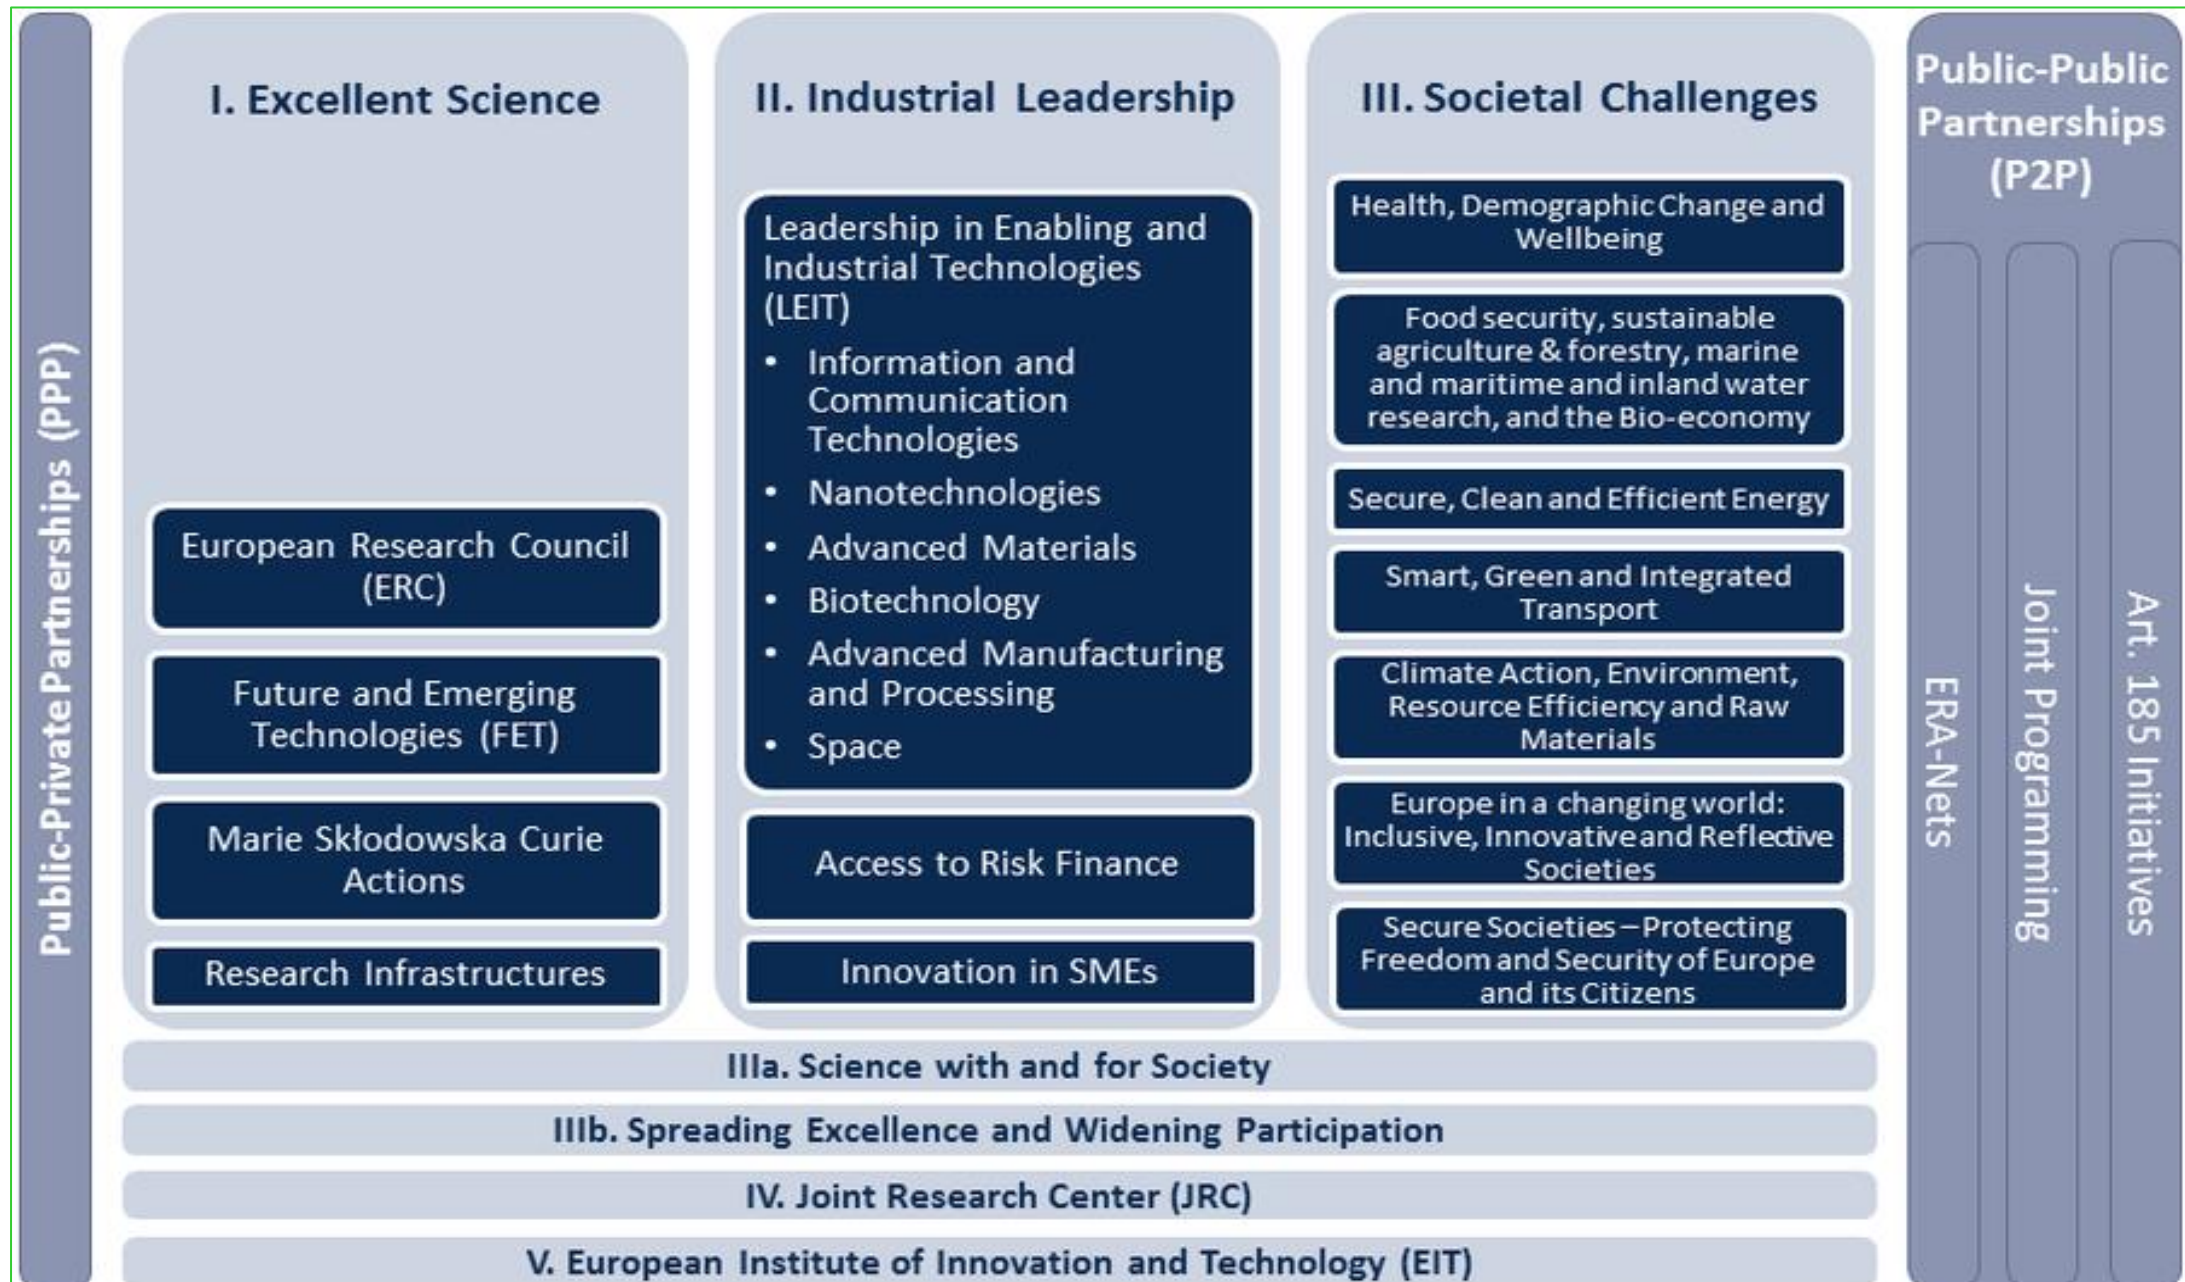 Public-Private Partnerships (PPP)
I. Excellent Science
European Research Council
(ERC)
Future and Emerging
Technologies (FET)
Marie Skłodowska Curie
Actions
Research Infrastructures
II. Industrial Leadership
Leadership in Enabling and
Industrial Technologies
(LEIT)
• Information and
Communication
Technologies
• Nanotechnologies
• Advanced Materials
• Biotechnology
• Advanced Manufacturing
and Processing
• Space
Access to Risk Finance
Innovation in SMEs
III. Societal Challenges
Health, Demographic Change and
Wellbeing
Food security, sustainable
agriculture & forestry, marine
and maritime and inland water
research, and the Bio-economy
Secure, Clean and Efficient Energy
Smart, Green and Integrated
Transport
Climate Action, Environment,
Resource Efficiency and Raw
Materials
Europe in a changing world:
Inclusive, Innovative and Reflective
Societies
Secure Societies – Protecting
Freedom and Security of Europe
and its Citizens
IIIa. Science with and for Society
IIIb. Spreading Excellence and Widening Participation
IV. Joint Research Center (JRC)
V. European Institute of Innovation and Technology (EIT)
Public-Public
Partnerships
(P2P)
ERA-Nets
Joint Programming
Art. 185 Initiatives